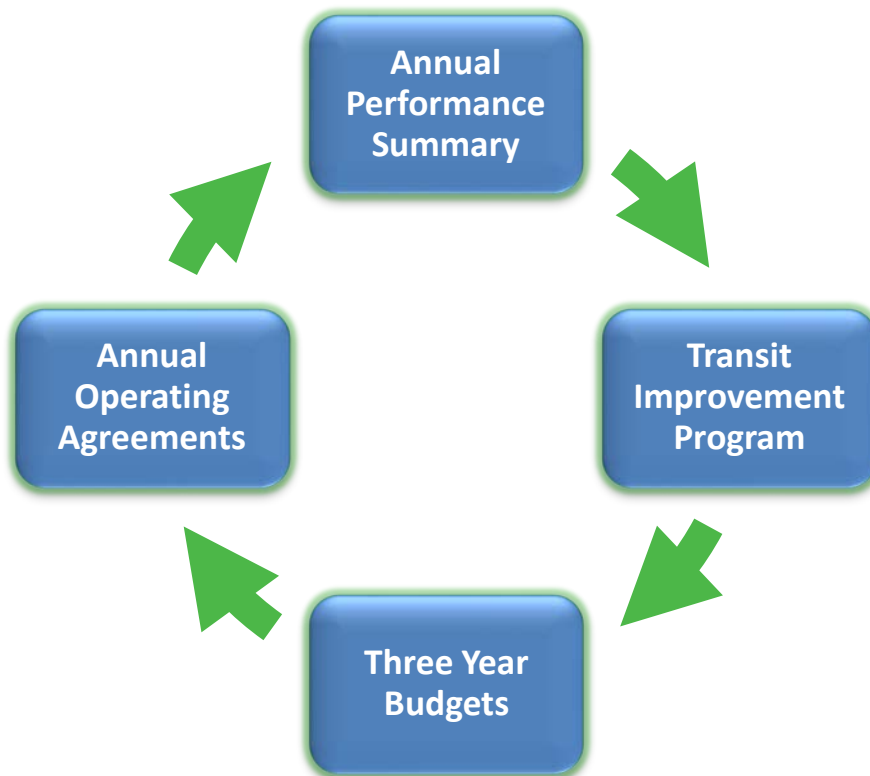 Annual
Performance
Summary
Annual
Operating
Agreements
Transit
Improvement
Program
Three Year
Budgets